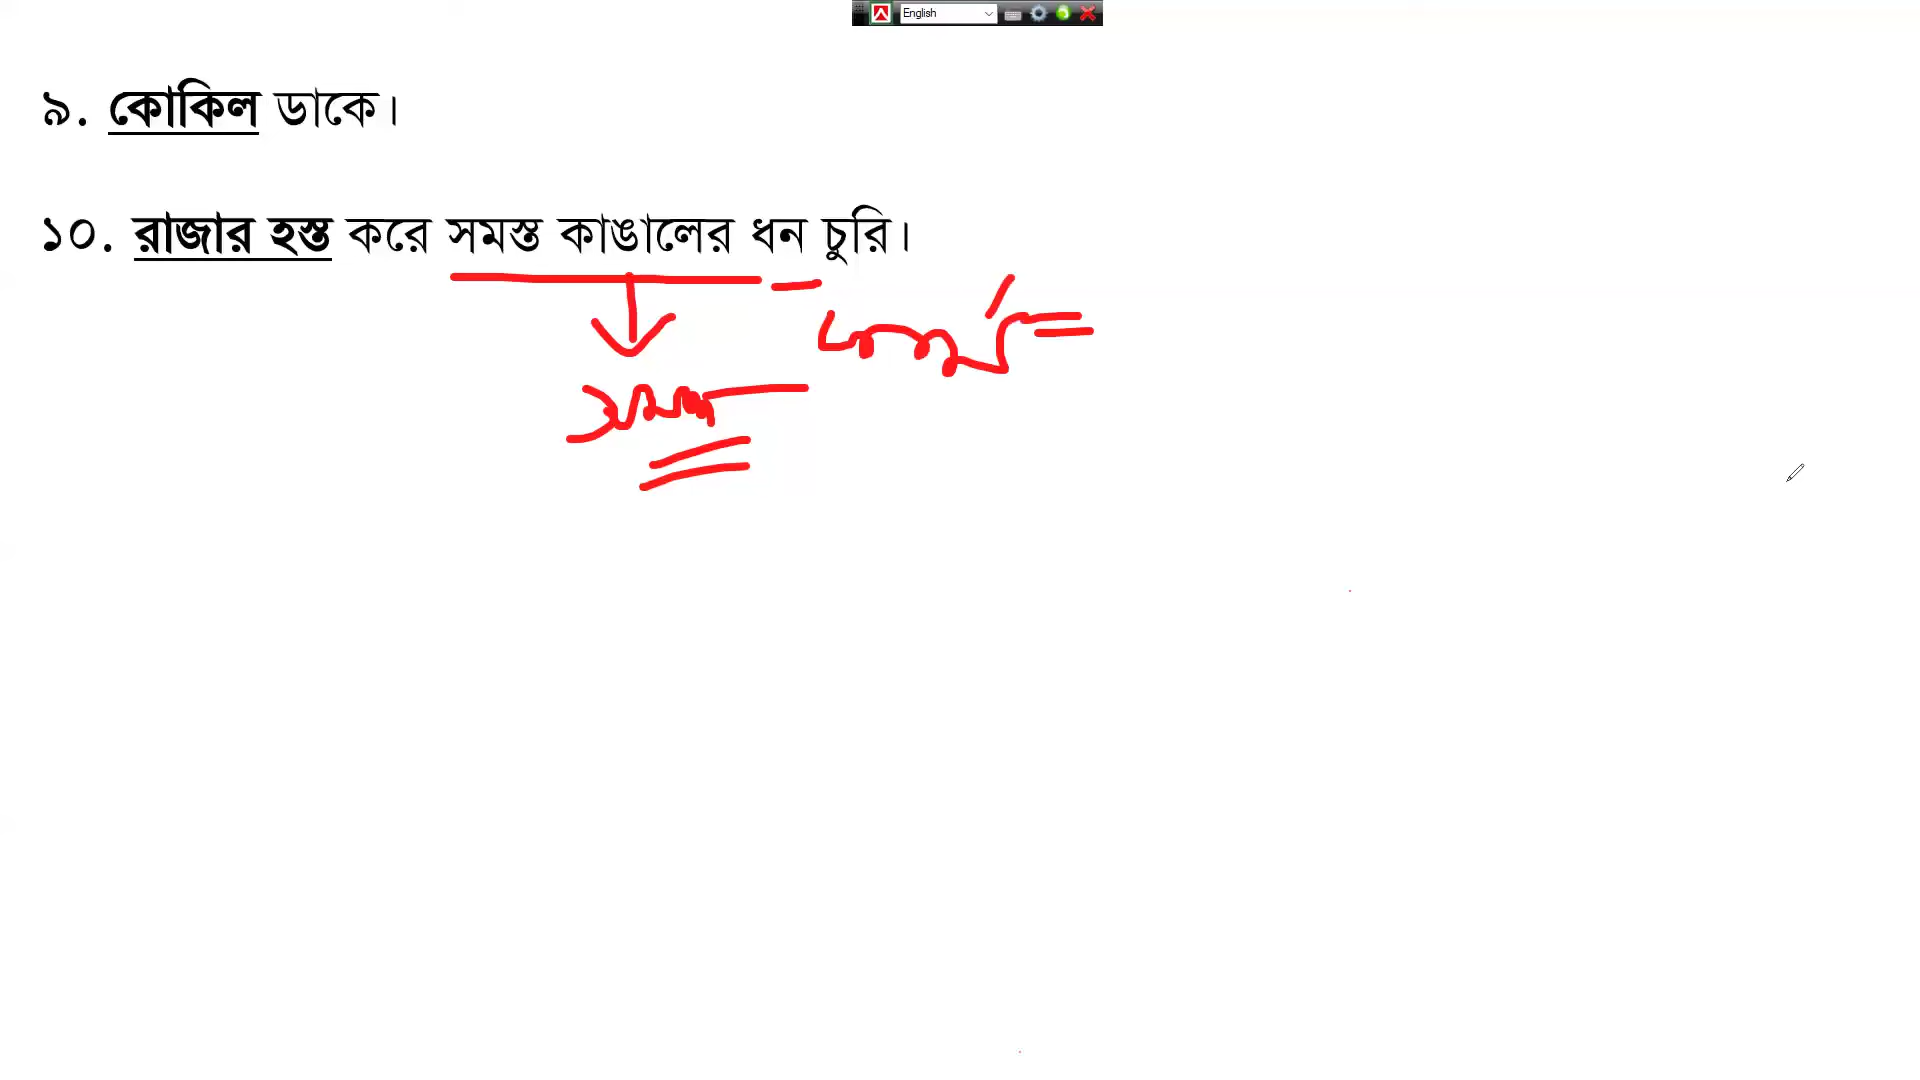 English
৯. কোকিল ডাকে।
১০. রাজার হস্ত করে সমস্ত কাঙালের ধন চুরি।